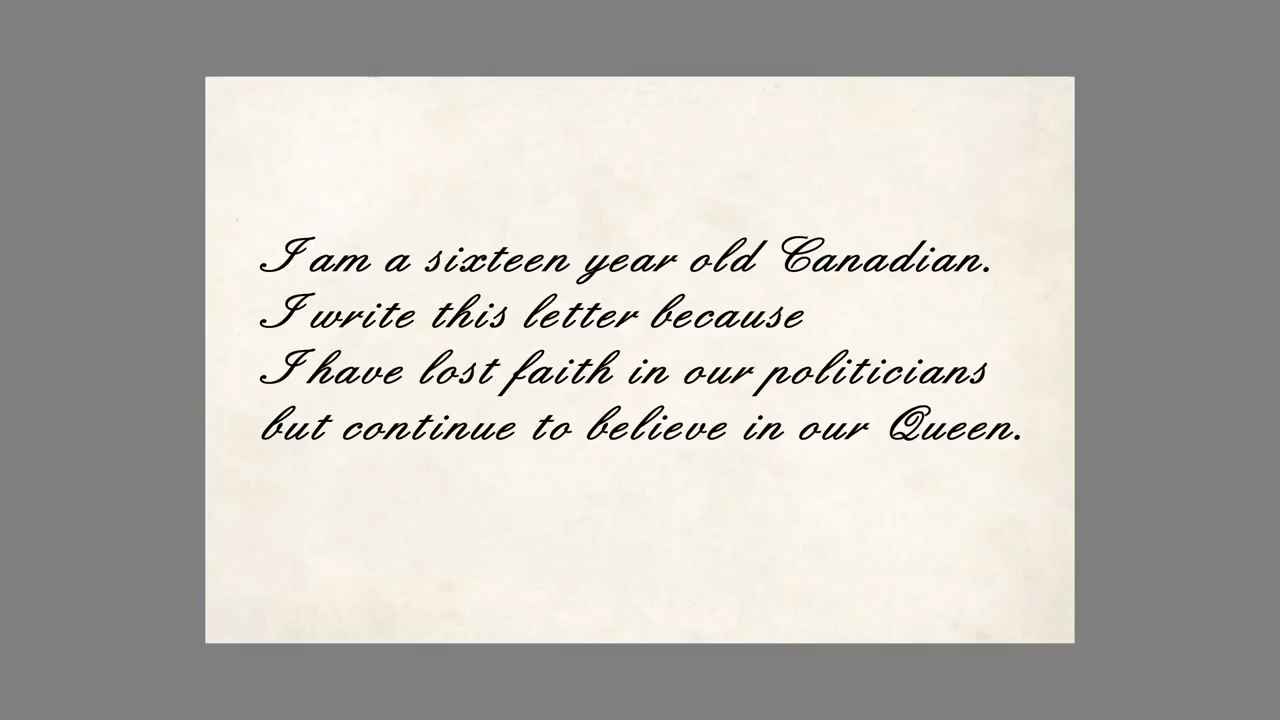 I am a sixteen year old Canadian.
I write this letter because
I have lost faith in our politicians
but continue to believe in our Queen.